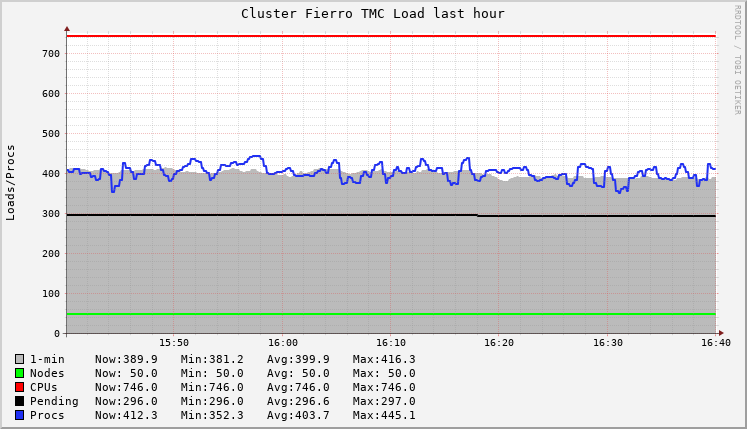 Cluster Fierro TMC Load last hour
RRDTOOL / TOBI OETIKER
Loads/Procs
700
600
500
400
300
200
100
0
15:50 16:00 16:10 16:20 16:30 16:40
1-min Now:389.9 Min:381.2 Avg:399.9 Max:416.3
Nodes Now: 50.0 Min: 50.0 Avg: 50.0 Max: 50.0
CPUs Now:746.0 Min:746.0 Avg:746.0 Max:746.0
Pending Now:296.0 Min:296.0 Avg:296.6 Max:297.0
Procs Now:412.3 Min:352.3 Avg:403.7 Max:445.1